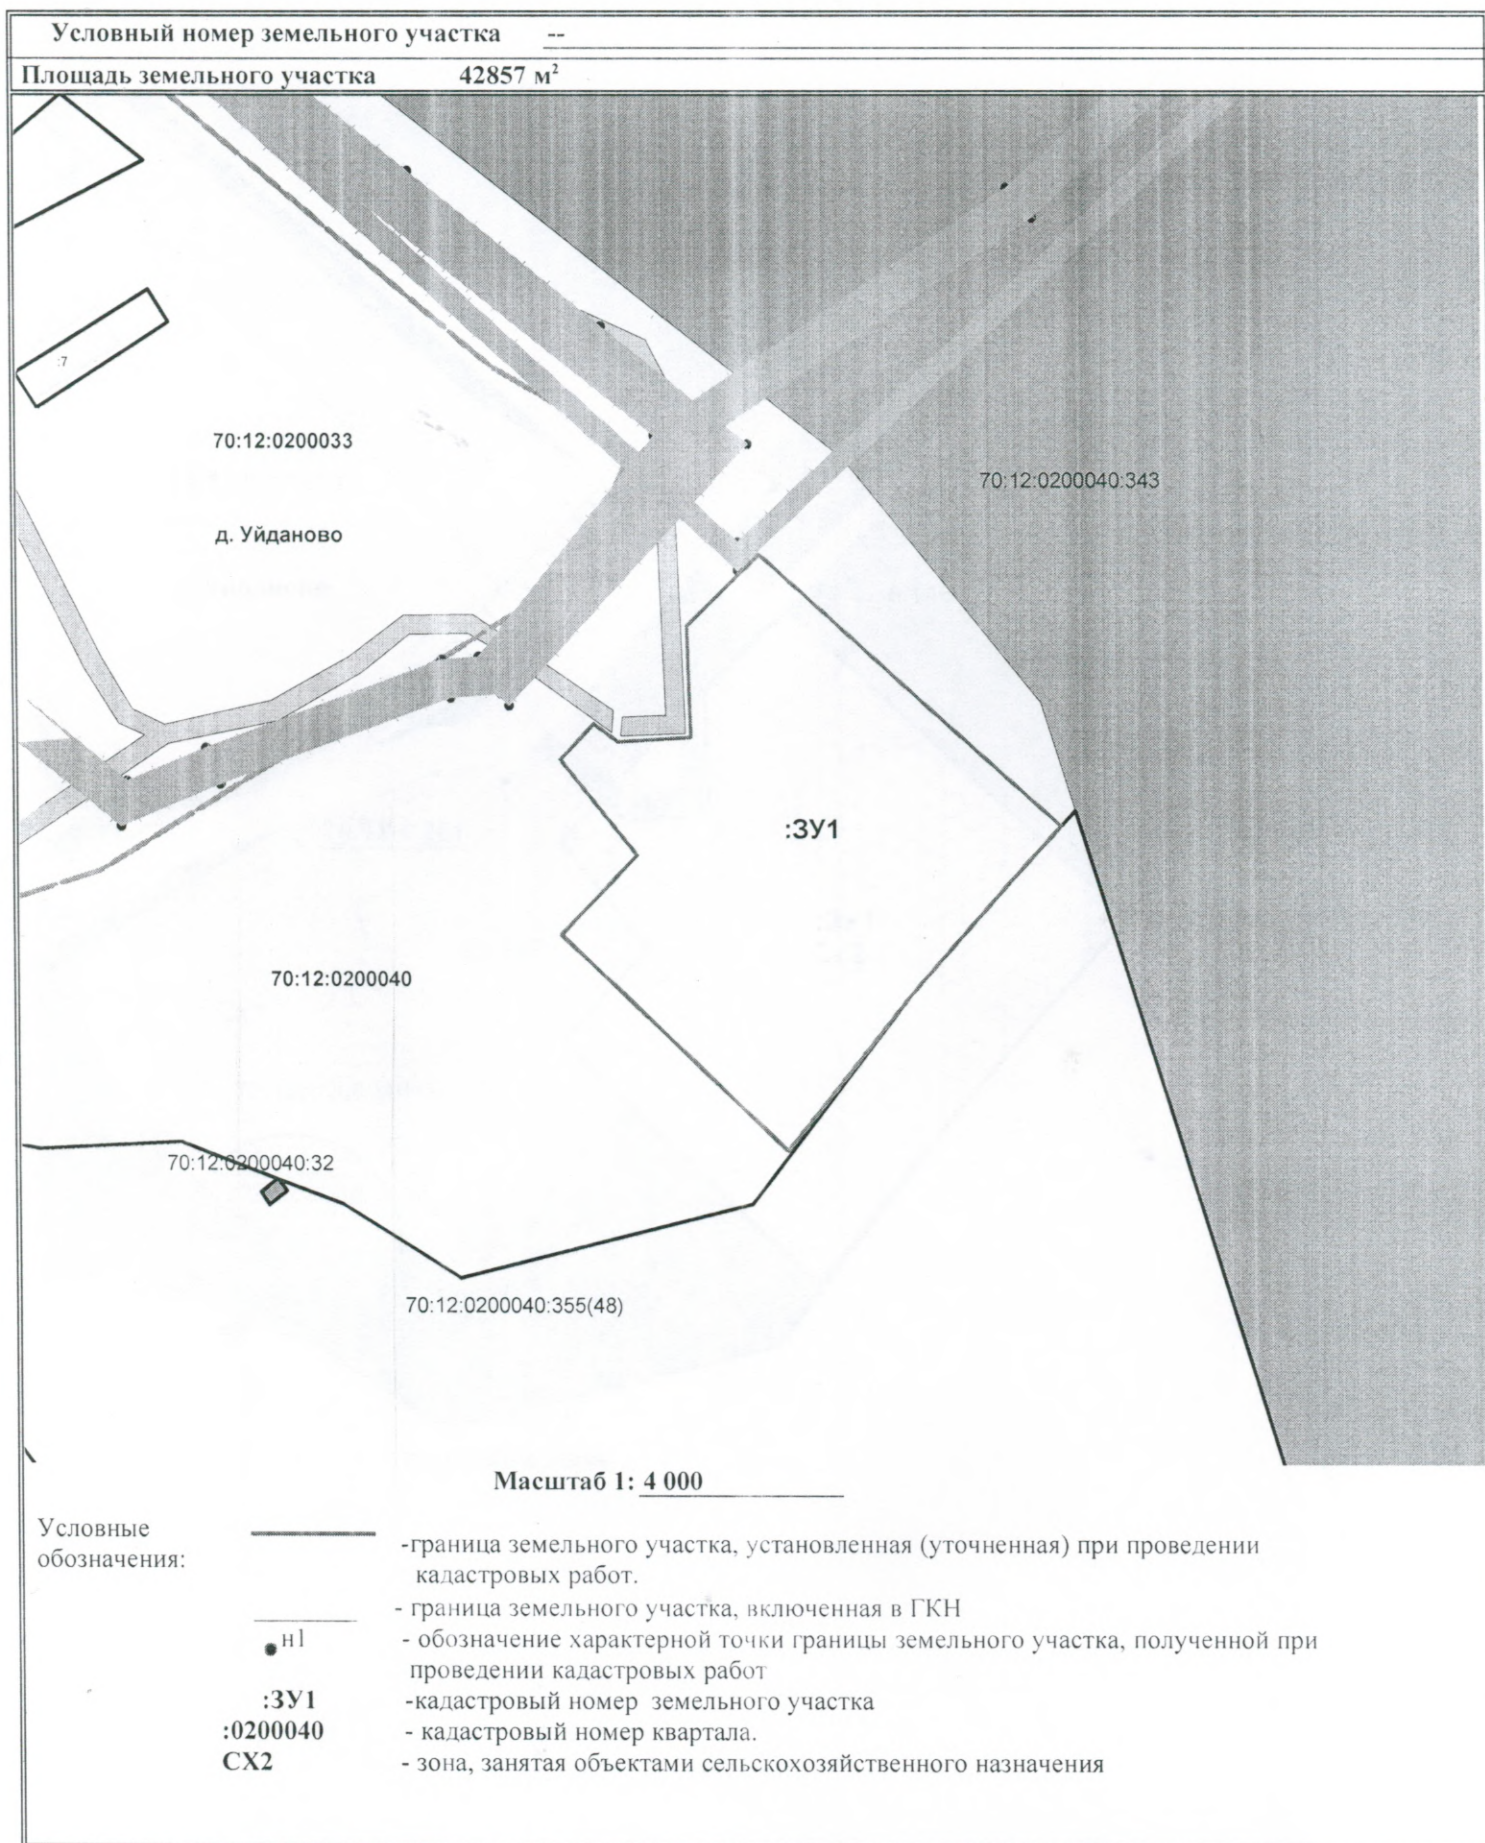 Условный номер земельного участка --
Площадь земельного участка 42857 м²
:7
70:12:0200033
70:12:0200040:343
д. Уйданово
:ЗУ1
70:12:0200040
70:12:0200040:32
70:12:0200040:355(48)
Масштаб 1: 4 000
Условные
обозначения:
-граница земельного участка, установленная (уточненная) при проведении
кадастровых работ.
- граница земельного участка, включенная в ГКН
н1 - обозначение характерной точки границы земельного участка, полученной при
проведении кадастровых работ
:ЗУ1 -кадастровый номер земельного участка
:0200040 - кадастровый номер квартала.
СХ2 - зона, занятая объектами сельскохозяйственного назначения